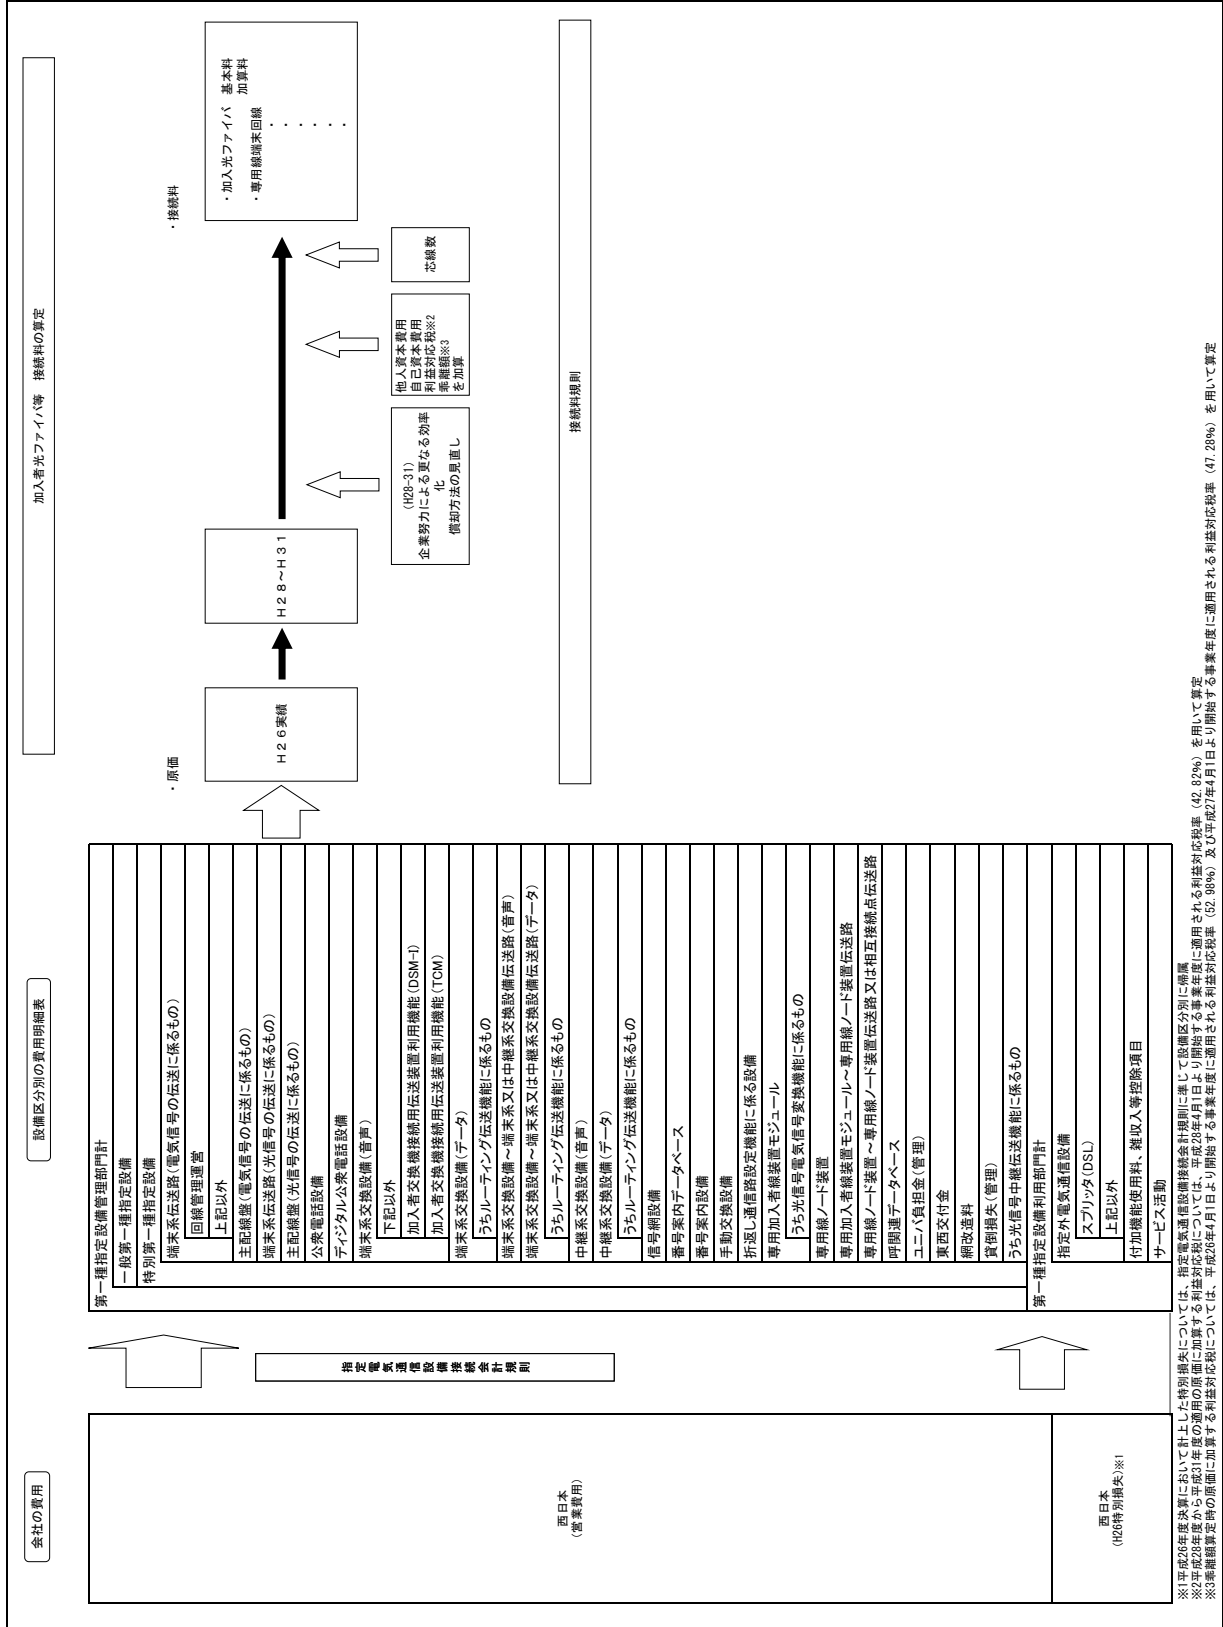 会社の費用
設備区分別の費用明細表
加入者光ファイバ等　接続料の算定
西日本
(営業費用)
西日本
(H26特別損失)※1
指定電気通信設備接続会計規則
第一種指定設備管理部門計
一般第一種指定設備
特別第一種指定設備
端末系伝送路(電気信号の伝送に係るもの)
回線管理運営
上記以外
主配線盤(電気信号の伝送に係るもの)
端末系伝送路(光信号の伝送に係るもの)
主配線盤(光信号の伝送に係るもの)
公衆電話設備
ディジタル公衆電話設備
端末系交換設備(音声)
下記以外
加入者交換機接続用伝送装置利用機能(DSM-I)
加入者交換機接続用伝送装置利用機能(TCM)
端末系交換設備(データ)
うちルーティング伝送機能に係るもの
端末系交換設備～端末系又は中継系交換設備伝送路(音声)
端末系交換設備～端末系又は中継系交換設備伝送路(データ)
うちルーティング伝送機能に係るもの
中継系交換設備(音声)
中継系交換設備(データ)
うちルーティング伝送機能に係るもの
信号網設備
番号案内データベース
番号案内設備
手動交換設備
折返し通信路設定機能に係る設備
専用加入者線装置モジュール
うち光信号電気信号変換機能に係るもの
専用線ノード装置
専用加入者線装置モジュール～専用線ノード装置伝送路
専用線ノード装置～専用線ノード装置伝送路又は相互接続点伝送路
呼関連データベース
ユニバ負担金(管理)
東西交付金
網改造料
貸倒損失(管理)
うち光信号中継伝送機能に係るもの
第一種指定設備利用部門計
指定外電気通信設備
スプリッタ(DSL)
上記以外
付加機能使用料、雑収入等控除項目
サービス活動
・原価
H26実績
H28～H31
・接続料
・加入光ファイバ　基本料
加算料
・専用線端末回線
・
・
・
・
・
・
(H28-31)
企業努力による更なる効率
化
償却方法の見直し
他人資本費用
自己資本費用
利益対応税※2
乖離額※3
を加算
芯線数
接続料規則
※1平成26年度決算において計上した特別損失については、指定電気通信設備接続会計規則に準じて設備区分別に帰属
※2平成28年度から平成31年度の適用の原価に加算する利益対応税については、平成28年4月1日より開始する事業年度に適用される利益対応税率（42.82%）を用いて算定
※3乖離額算定時の原価に加算する利益対応税については、平成26年4月1日より開始する事業年度に適用される利益対応税率（52.98%）及び平成27年4月1日より開始する事業年度に適用される利益対応税率（47.28%）を用いて算定